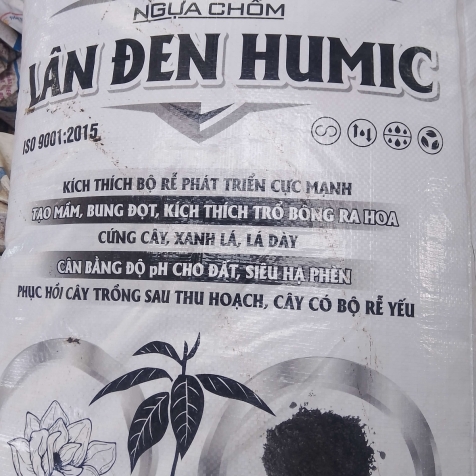 NGỰA CHỒM
LÂN ĐEN HUMIC
ISO 9001:2015
KÍCH THÍCH BỘ RỄ PHÁT TRIỂN CỰC MẠNH
TẠO MẦM, BUNG ĐỌT, KÍCH THÍCH TRỔ BÔNG RA HOA
CỨNG CÂY, XANH LÁ, LÁ DÀY
CÂN BẰNG ĐỘ pH CHO ĐẤT, SIÊU HẠ PHÈN
PHỤC HỒI CÂY TRỒNG SAU THU HOẠCH, CÂY CÓ BỘ RỄ YẾU